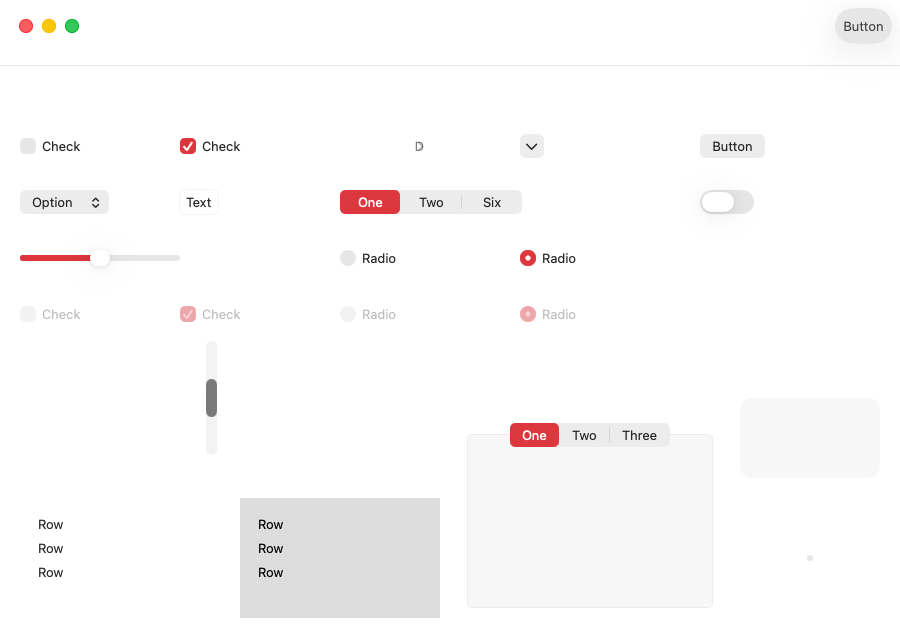 Button
Check
Check
Button
Option
Text
One
Two
Six
Radio
Radio
Check
Check
Radio
Radio
One
Two
Three
Row
Row
Row
Row
Row
Row